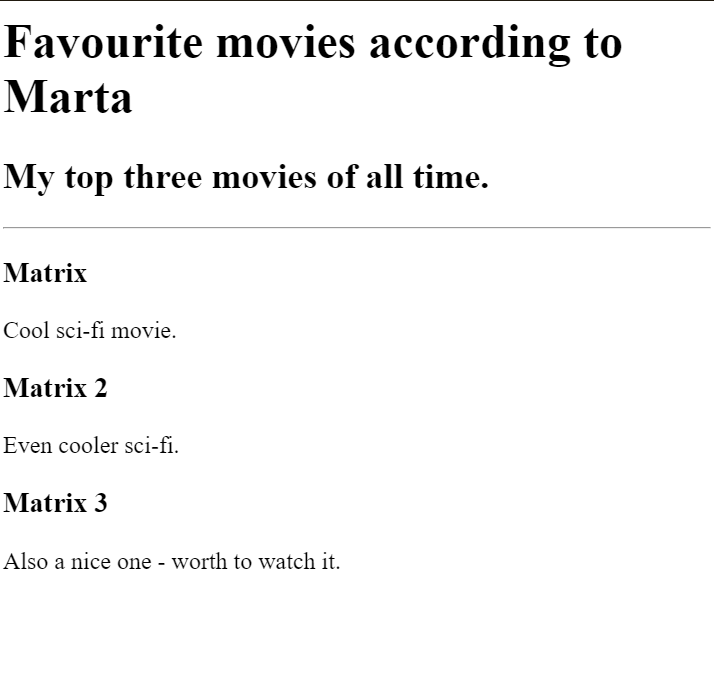 Favourite movies according to
Marta
My top three movies of all time.
Matrix
Cool sci-fi movie.
Matrix 2
Even cooler sci-fi.
Matrix 3
Also a nice one - worth to watch it.